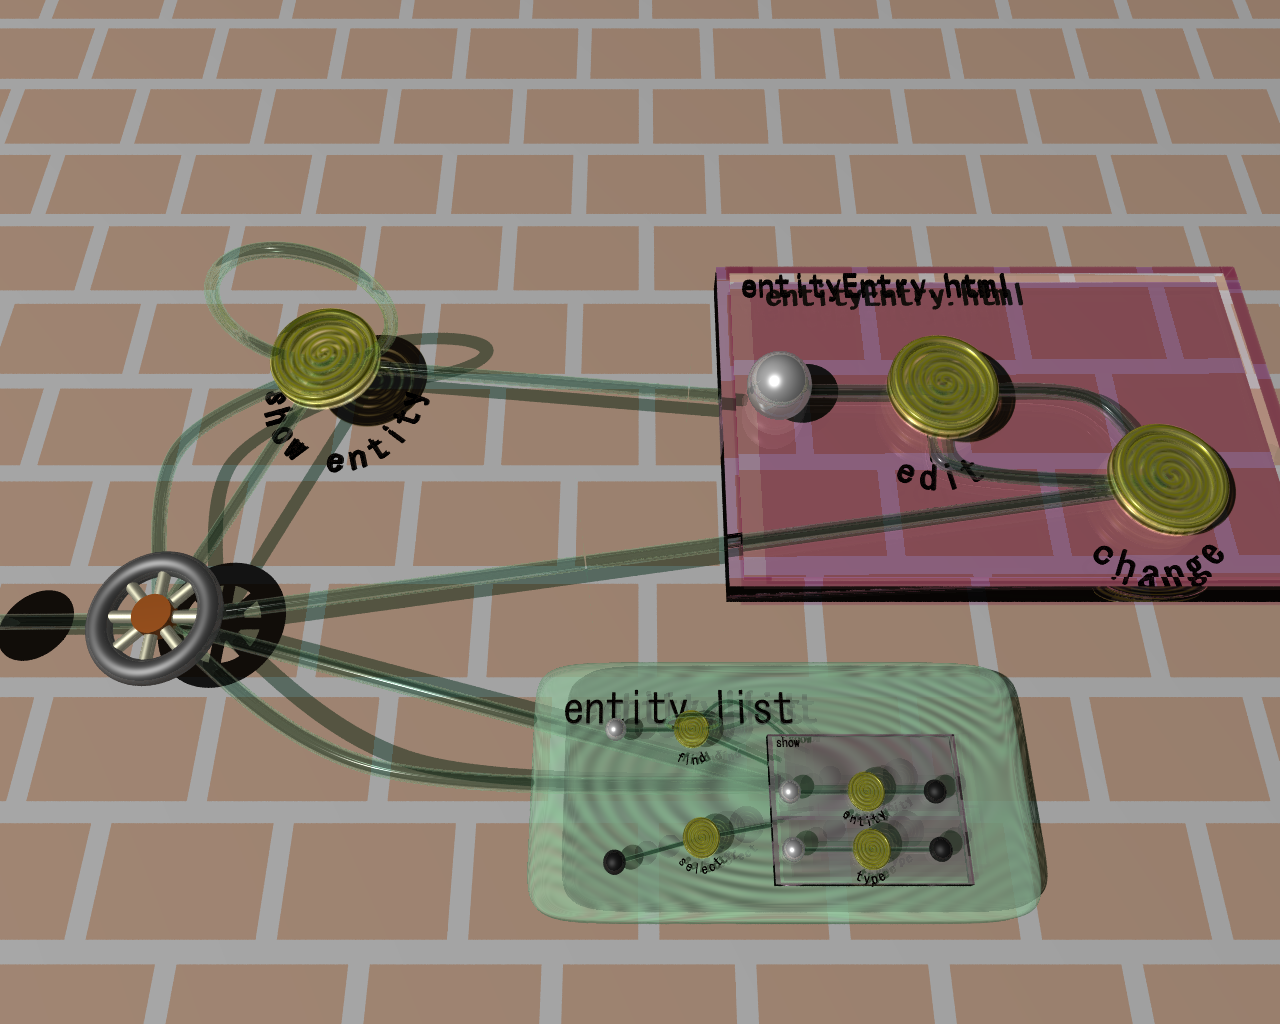 entityEntry.html
show entity
edit
change
entity list
find
show
entity
select
type